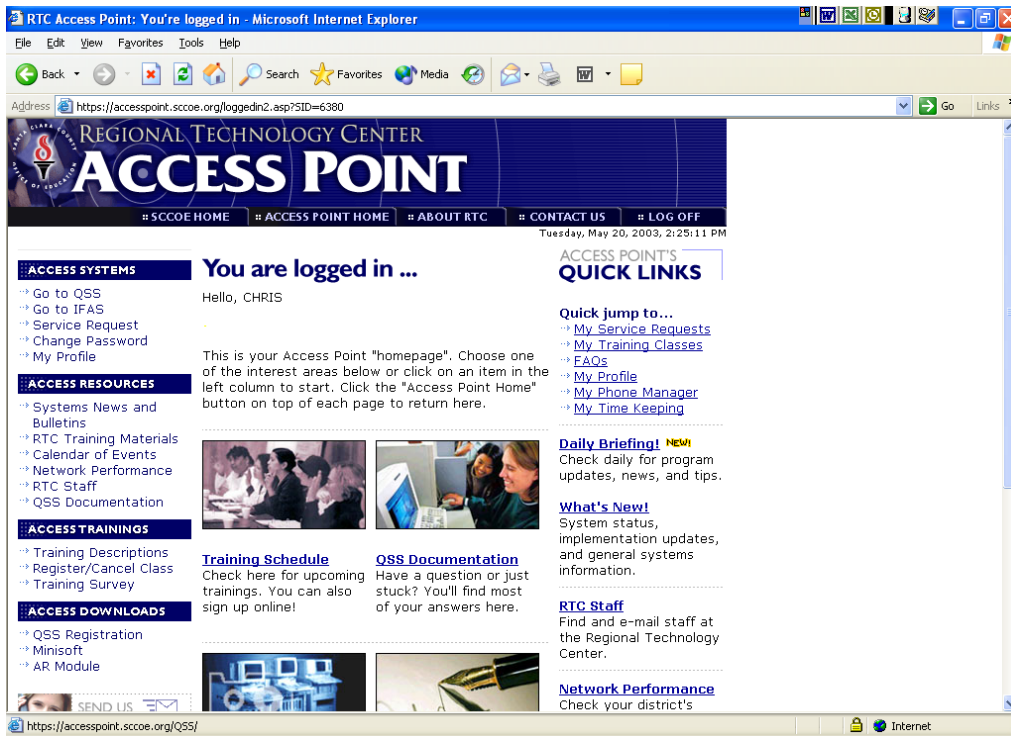 RTC Access Point: You're logged in - Microsoft Internet Explorer
File Edit View Favorites Tools Help
Back Search Favorites Media
Address https://accesspoint.sccoe.org/loggedin2.asp?SID=6380 Go Links
SANTA CLARA COUNTY OFFICE OF EDUCATION
REGIONAL TECHNOLOGY CENTER
ACCESS POINT
:: SCCOE HOME :: ACCESS POINT HOME :: ABOUT RTC :: CONTACT US :: LOG OFF
Tuesday, May 20, 2003, 2:25:11 PM
ACCESS SYSTEMS
Go to QSS
Go to IFAS
Service Request
Change Password
My Profile
ACCESS RESOURCES
Systems News and
Bulletins
RTC Training Materials
Calendar of Events
Network Performance
RTC Staff
QSS Documentation
ACCESS TRAININGS
Training Descriptions
Register/Cancel Class
Training Survey
ACCESS DOWNLOADS
QSS Registration
Minisoft
AR Module
SEND US
You are logged in ...
Hello, CHRIS
This is your Access Point "homepage". Choose one
of the interest areas below or click on an item in the
left column to start. Click the "Access Point Home"
button on top of each page to return here.
Training Schedule
Check here for upcoming
trainings. You can also
sign up online!
QSS Documentation
Have a question or just
stuck? You'll find most
of your answers here.
ACCESS POINT'S
QUICK LINKS
Quick jump to...
My Service Requests
My Training Classes
FAQs
My Profile
My Phone Manager
My Time Keeping
Daily Briefing! NEW!
Check daily for program
updates, news, and tips.
What's New!
System status,
implementation updates,
and general systems
information.
RTC Staff
Find and e-mail staff at
the Regional Technology
Center.
Network Performance
Check your district's
https://accesspoint.sccoe.org/QSS/ Internet